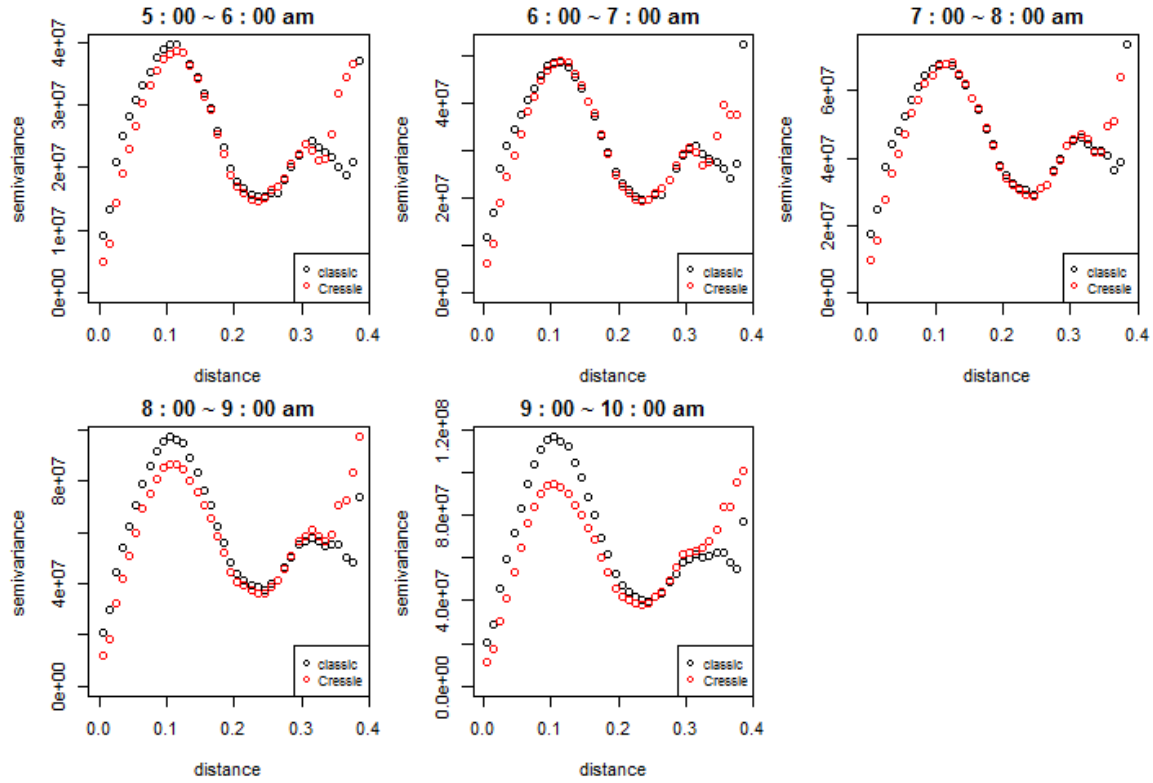 5 : 00 ~ 6 : 00 am
semivariance
0e+00 1e+07 2e+07 3e+07 4e+07
0.0 0.1 0.2 0.3 0.4
distance
classic
Cressie
6 : 00 ~ 7 : 00 am
semivariance
0e+00 2e+07 4e+07
0.0 0.1 0.2 0.3 0.4
distance
classic
Cressie
7 : 00 ~ 8 : 00 am
semivariance
0e+00 2e+07 4e+07 6e+07
0.0 0.1 0.2 0.3 0.4
distance
classic
Cressie
8 : 00 ~ 9 : 00 am
semivariance
0e+00 4e+07 8e+07
0.0 0.1 0.2 0.3 0.4
distance
classic
Cressie
9 : 00 ~ 10 : 00 am
semivariance
0.0e+00 4.0e+07 8.0e+07 1.2e+08
0.0 0.1 0.2 0.3 0.4
distance
classic
Cressie